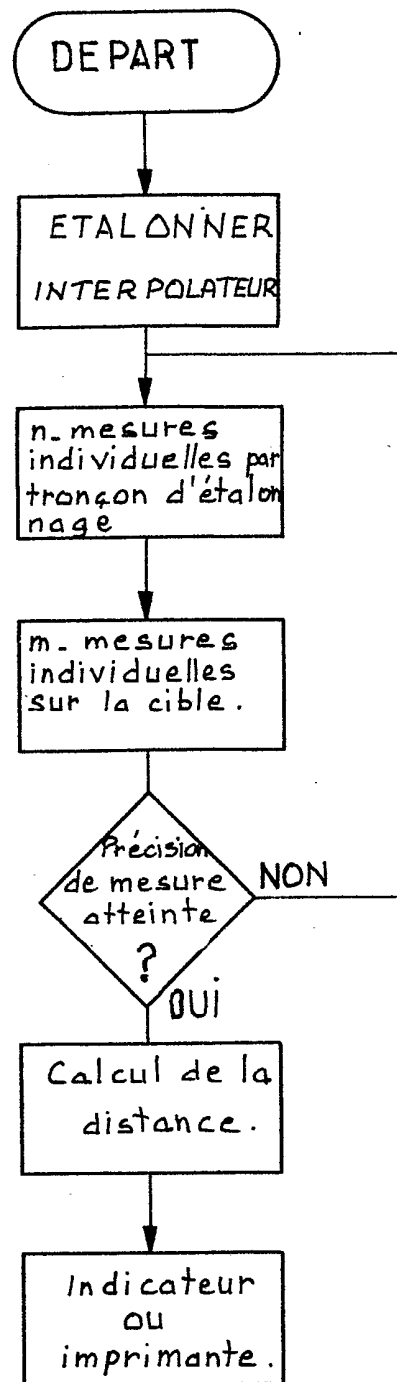 DEPART
ETALONNER
INTERPOLATEUR
n. mesures
individuelles par
tronçon d'étalon
nage
m. mesures
individuelles
sur la cible.
Précision
de mesure
atteinte
?
NON
OUI
Calcul de la
distance.
Indicateur
ou
imprimante.